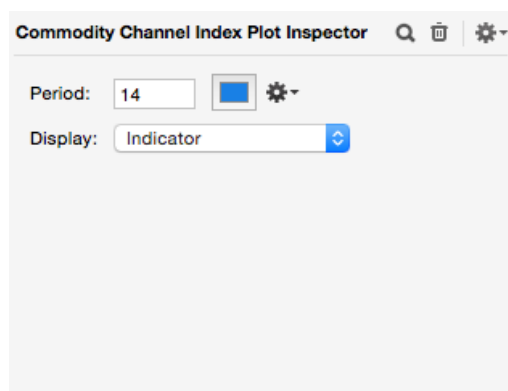 Commodity Channel Index Plot Inspector
Period: 14
Display: Indicator